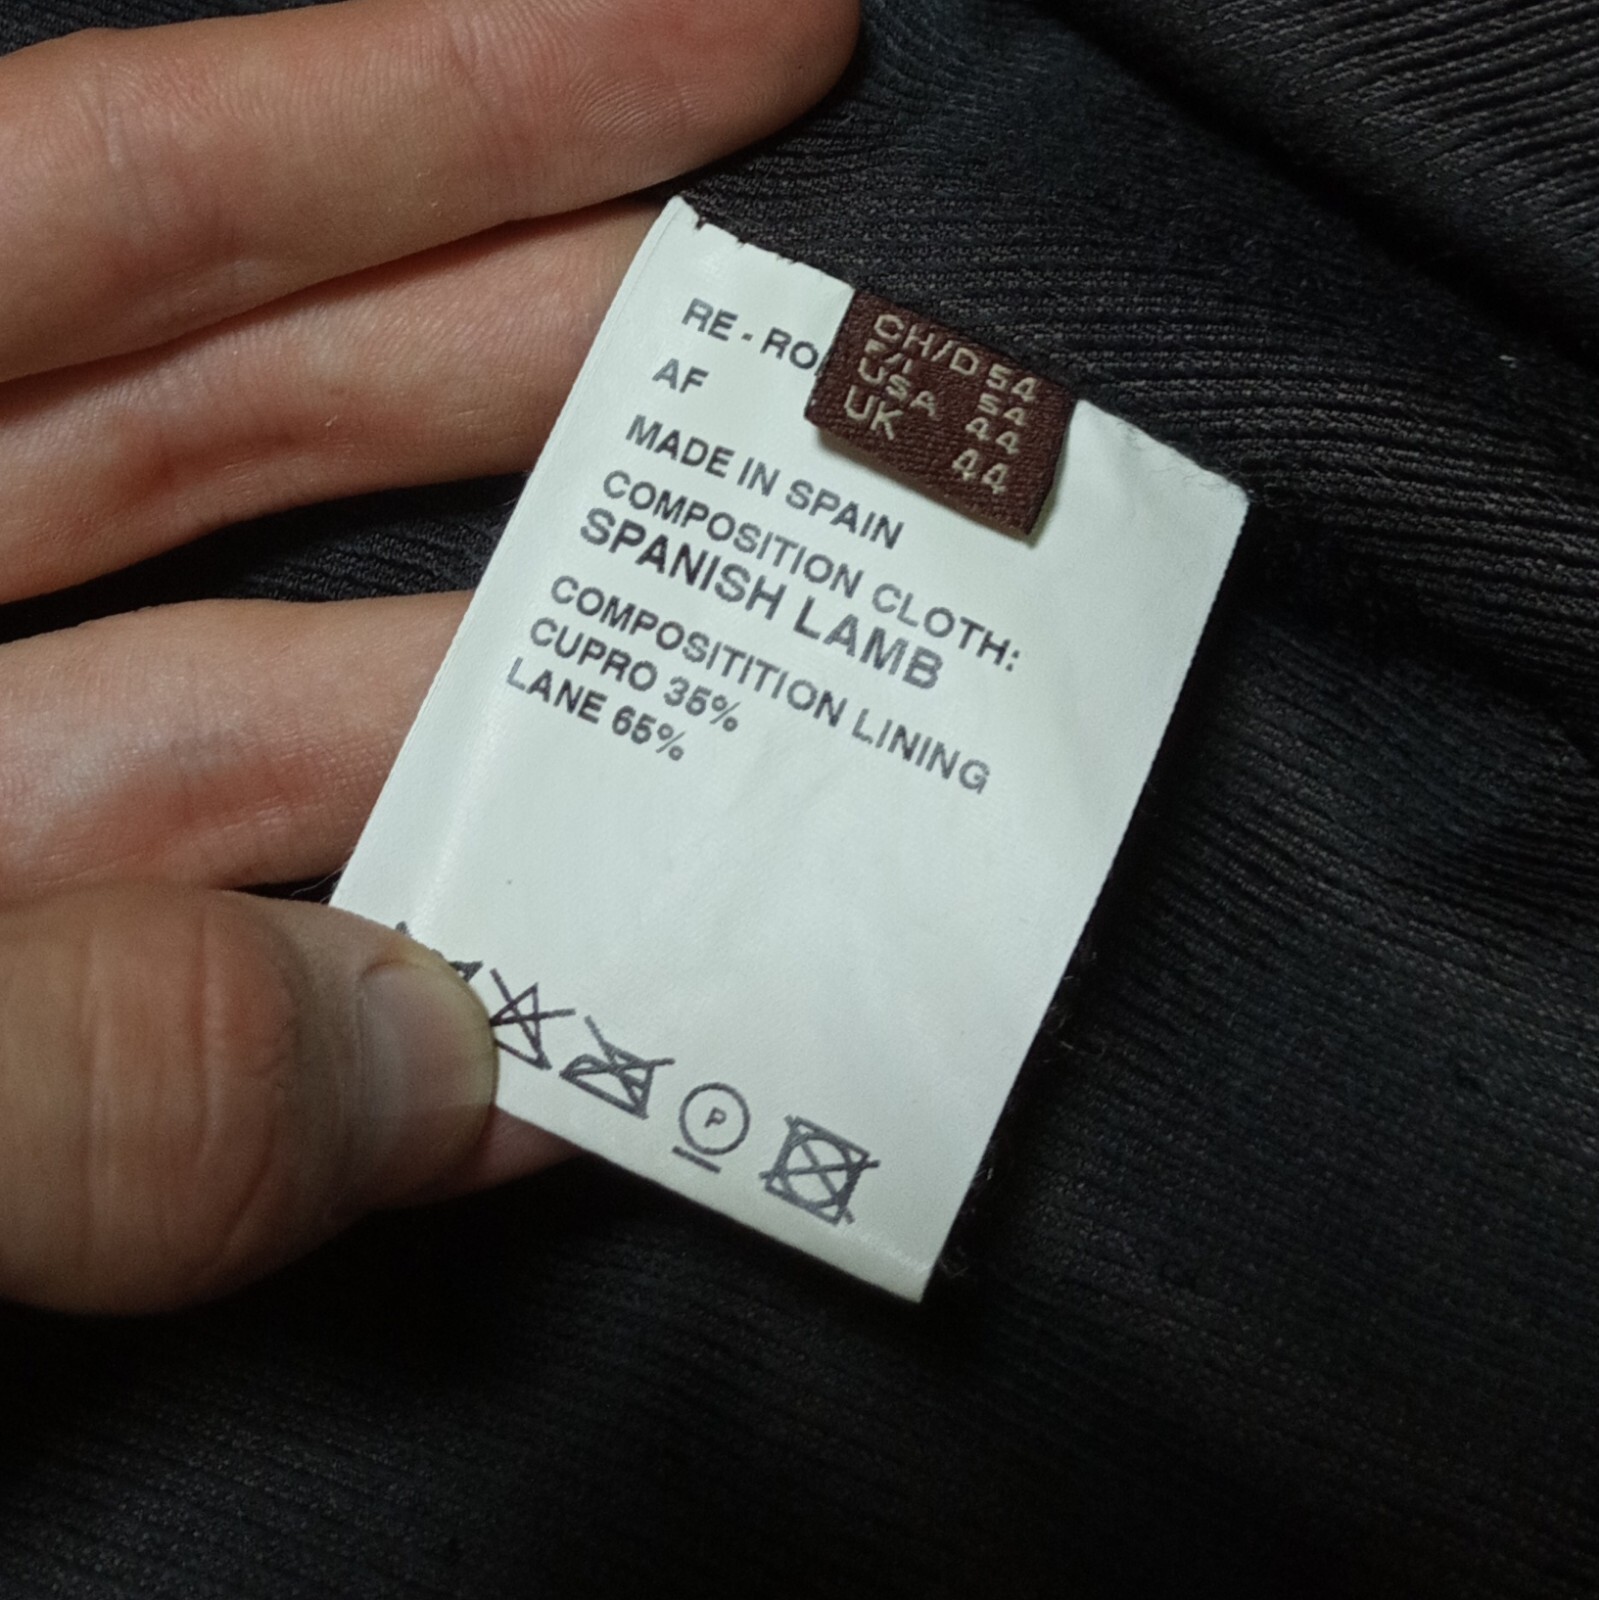 RE - RO
AF
CH/D 54
F/I 54
USA 44
UK 44
MADE IN SPAIN
COMPOSITION CLOTH:
SPANISH LAMB
COMPOSITITION LINING
CUPRO 35%
LANE 65%
P